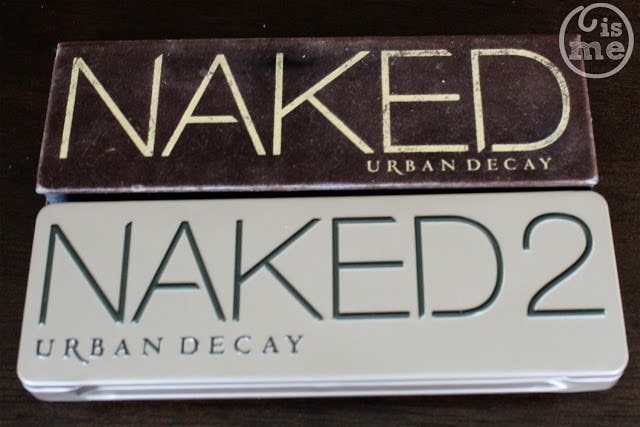 C is
me
NAKED
URBAN DECAY
NAKED2
URBAN DECAY